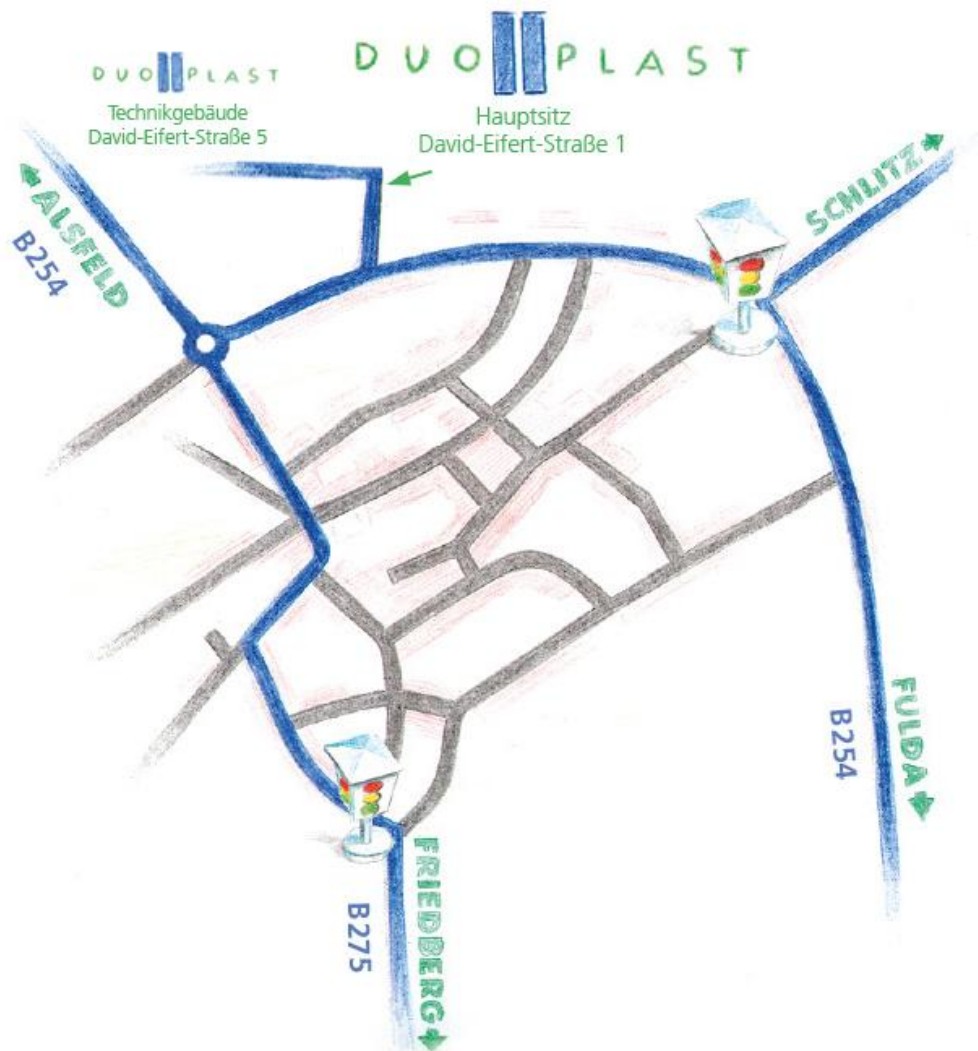 DUO PLAST
Technikgebäude
David-Eifert-Straße 5
DUO PLAST
Hauptsitz
David-Eifert-Straße 1
ALSFELD
B254
SCHLITZ
FULDA
B254
FRIEDBERG
B275